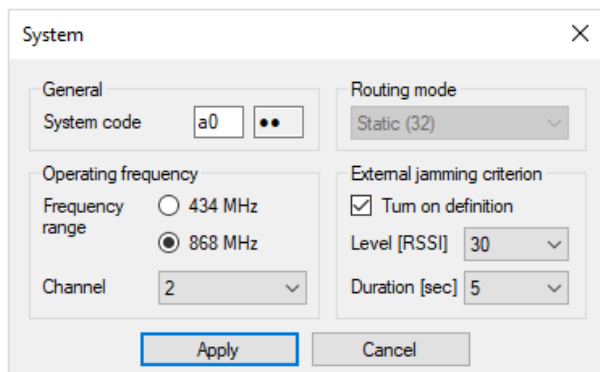 System
General
System code a0 ••
Routing mode
Static (32)
Operating frequency
Frequency range
434 MHz
868 MHz
Channel 2
External jamming criterion
Turn on definition
Level [RSSI] 30
Duration [sec] 5
Apply
Cancel